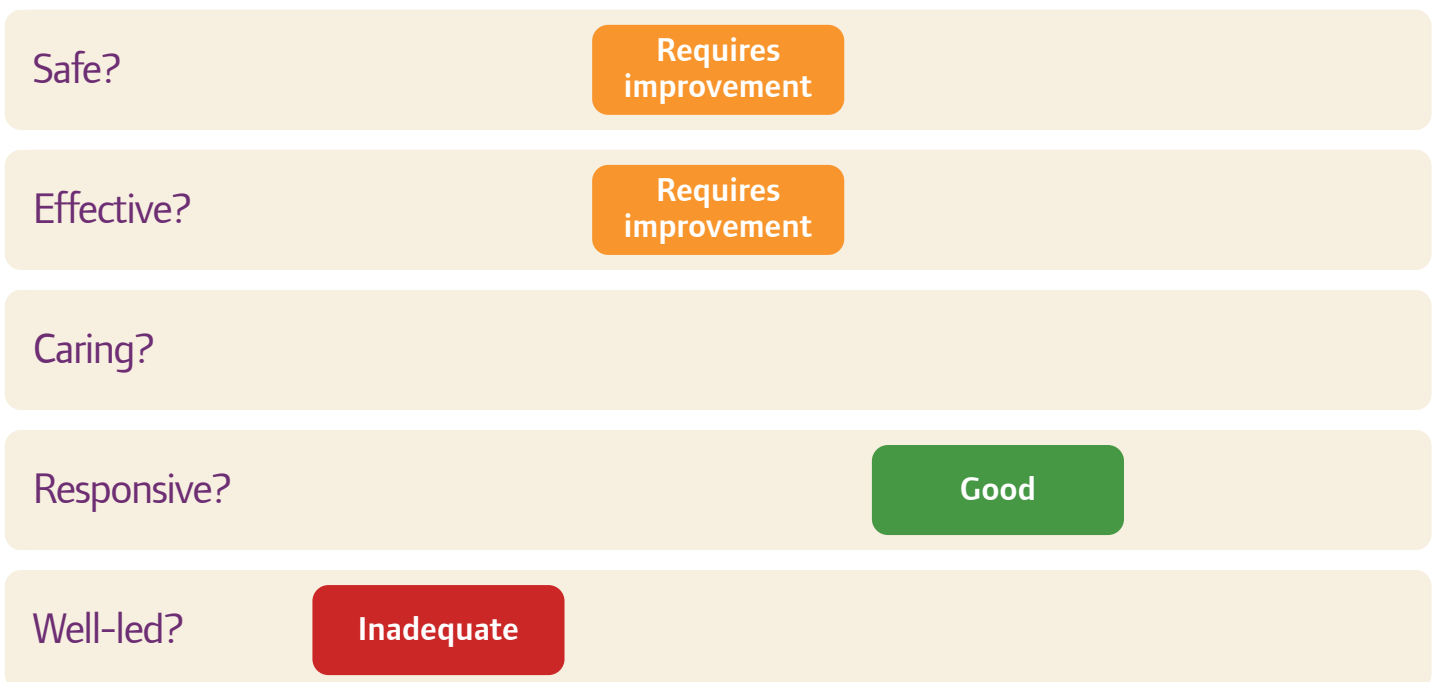 Safe?
Requires
improvement
Effective?
Requires
improvement
Caring?
Responsive?
Good
Well-led?
Inadequate